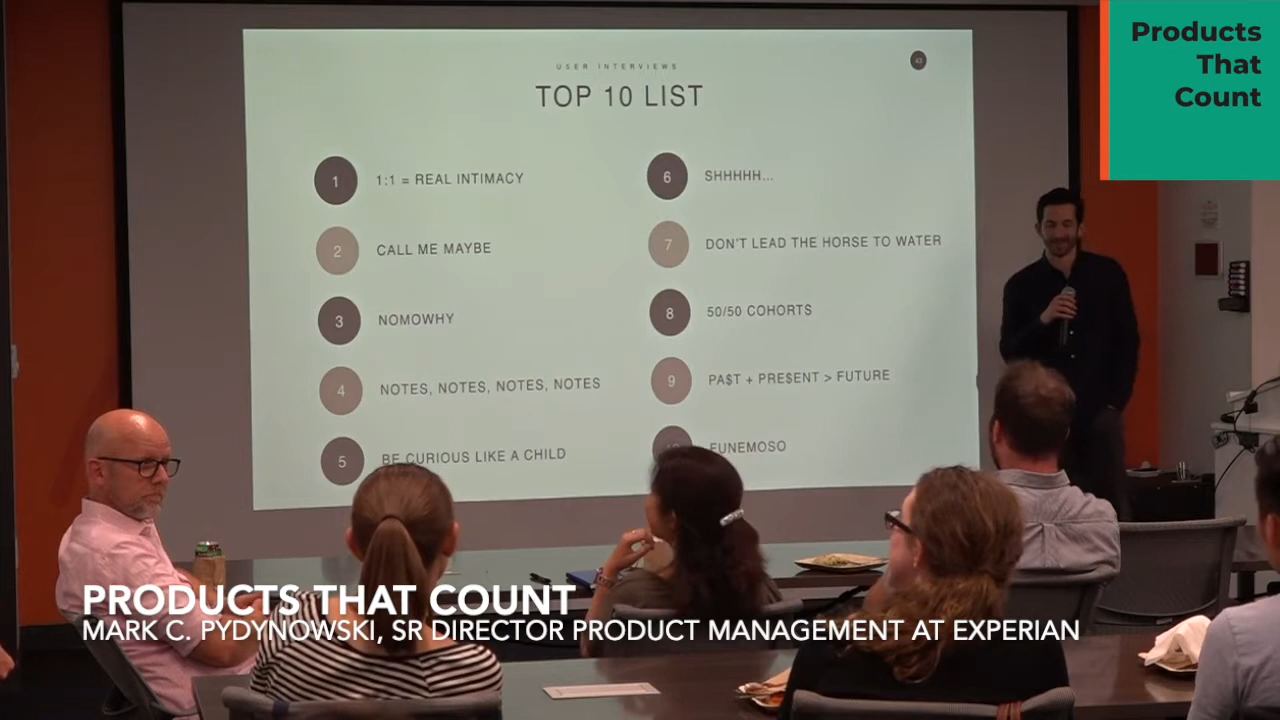 USER INTERVIEWS
43
TOP 10 LIST
1 1:1 = REAL INTIMACY
2 CALL ME MAYBE
3 NOMOWHY
4 NOTES, NOTES, NOTES, NOTES
5 BE CURIOUS LIKE A CHILD
6 SHHHHH...
7 DON'T LEAD THE HORSE TO WATER
8 50/50 COHORTS
9 PA$T + PRE$ENT > FUTURE
10 FUNEMOSO
Products
That
Count
PRODUCTS THAT COUNT
MARK C. PYDYNOWSKI, SR DIRECTOR PRODUCT MANAGEMENT AT EXPERIAN